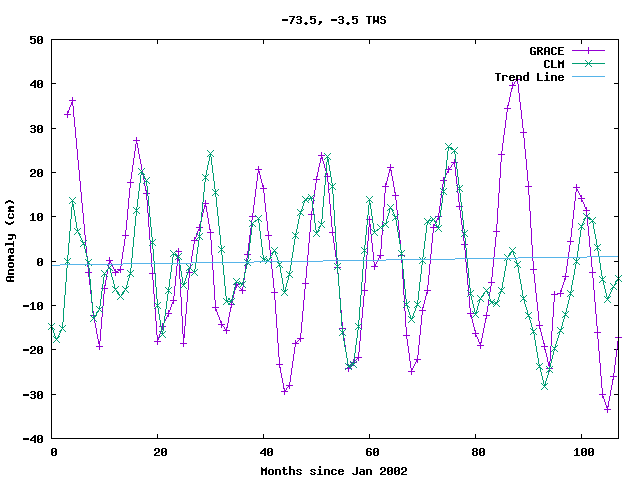 -73.5, -3.5 TWS
GRACE
CLM
Trend Line
Anomaly (cm)
50
40
30
20
10
0
-10
-20
-30
-40
0 20 40 60 80 100
Months since Jan 2002